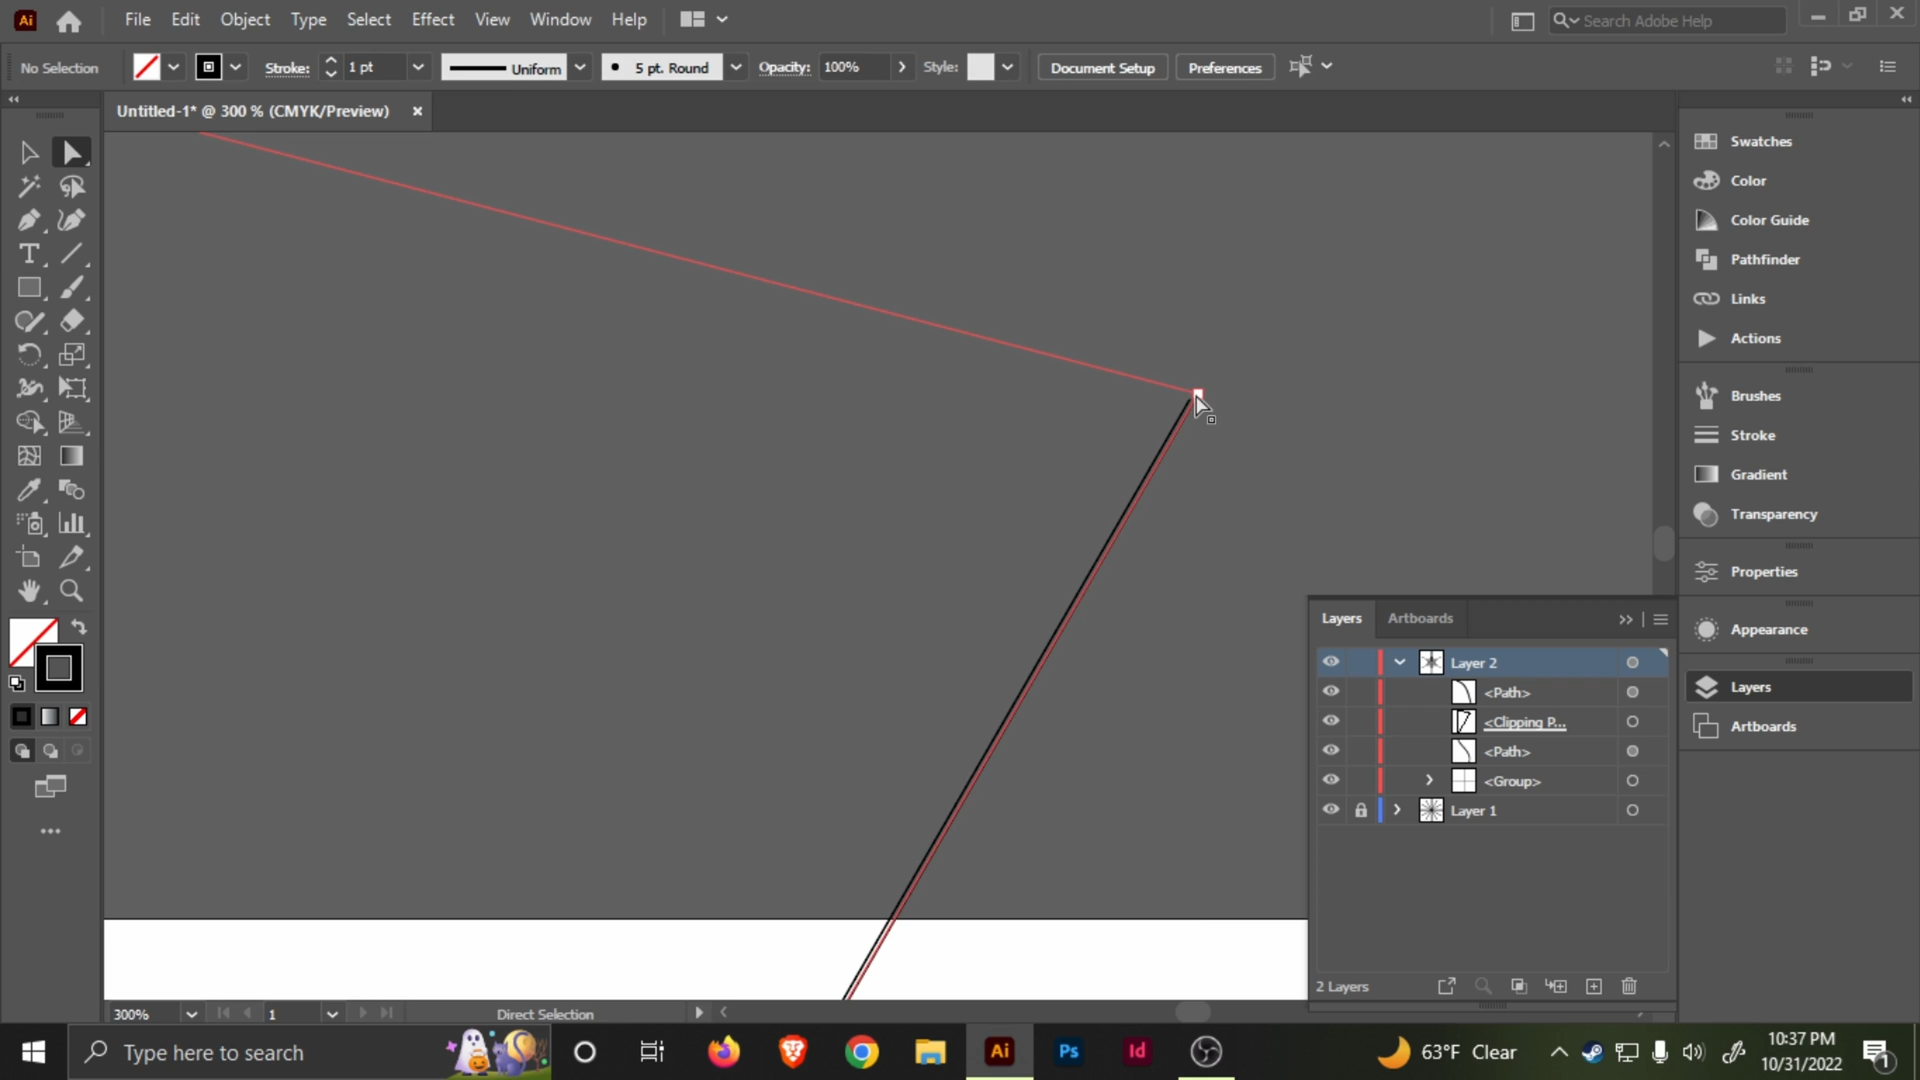 Ai File Edit Object Type Select Effect View Window Help Search Adobe Help
No Selection Stroke: 1 pt Uniform 5 pt. Round Opacity: 100% Style: Document Setup Preferences
Untitled-1* @ 300 % (CMYK/Preview)
Swatches
Color
Color Guide
Pathfinder
Links
Actions
Brushes
Stroke
Gradient
Transparency
Properties
Appearance
Layers
Artboards
Layers Artboards
Layer 2
<Path>
<Clipping P...
<Path>
<Group>
Layer 1
2 Layers
300% 1 Direct Selection
Type here to search Ai Ps Id 63°F Clear 10:37 PM
10/31/2022 1